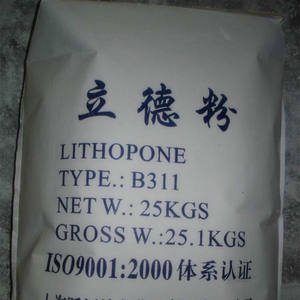 立德粉
LITHOPONE
TYPE.: B311
NET W.: 25KGS
GROSS W.:25.1KGS
ISO9001:2000 体系认证